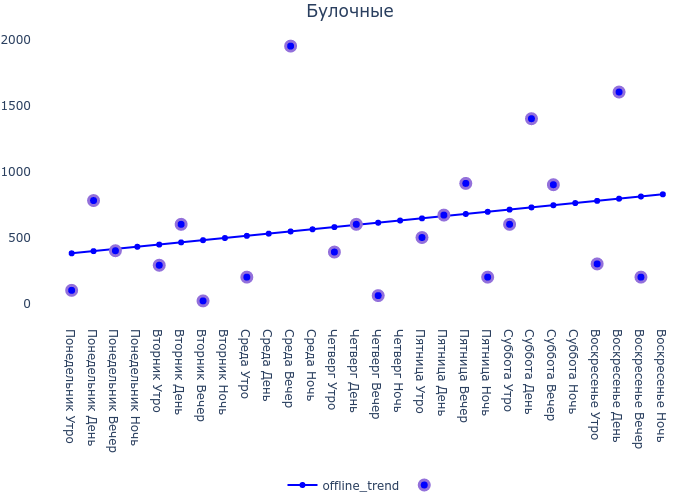 Булочные
2000
1500
1000
500
0
Понедельник Утро
Понедельник День
Понедельник Вечер
Понедельник Ночь
Вторник Утро
Вторник День
Вторник Вечер
Вторник Ночь
Среда Утро
Среда День
Среда Вечер
Среда Ночь
Четверг Утро
Четверг День
Четверг Вечер
Четверг Ночь
Пятница Утро
Пятница День
Пятница Вечер
Пятница Ночь
Суббота Утро
Суббота День
Суббота Вечер
Суббота Ночь
Воскресенье Утро
Воскресенье День
Воскресенье Вечер
Воскресенье Ночь
offline_trend